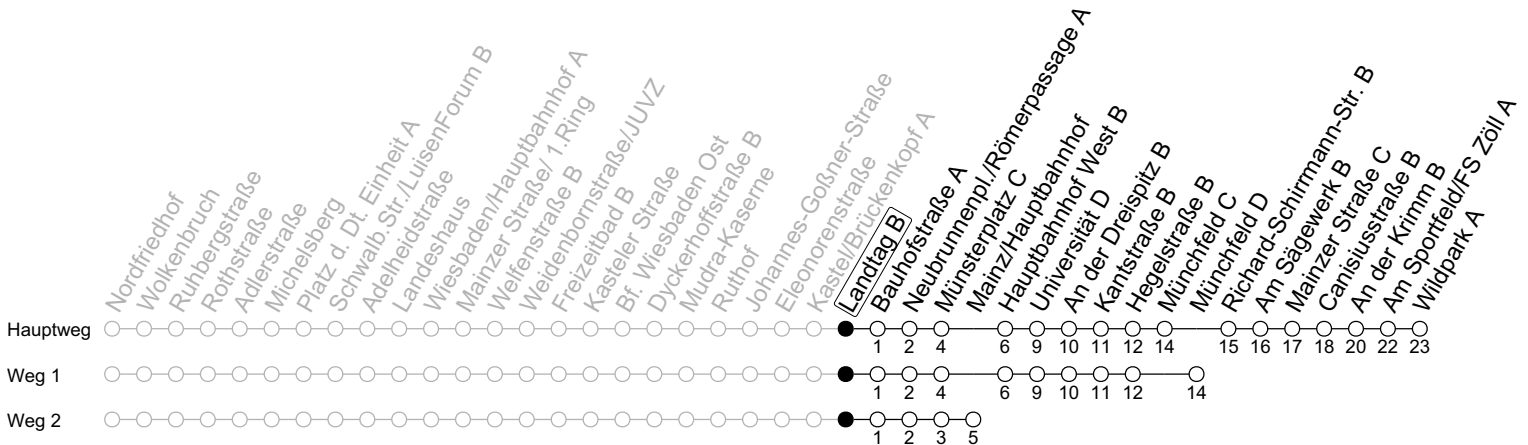 Nordfriedhof
Wolkenbruch
Ruhbergstraße
Rothstraße
Adlerstraße
Michelsberg
Platz d. Dt. Einheit A
Schwalb.Str./LuisenForum B
Adelheidstraße
Landeshaus
Wiesbaden/Hauptbahnhof A
Mainzer Straße/ 1.Ring
Welfenstraße B
Weidenbornstraße/JUVZ
Freizeitbad B
Kasteler Straße
Bf. Wiesbaden Ost
Dyckerhoffstraße B
Mudra-Kaserne
Ruthof
Johannes-Goßner-Straße
Eleonorenstraße
Kastel/Brückenkopf A
Landtag B
Bauhofstraße A
Neubrunnenpl./Römerpassage A
Münsterplatz C
Mainz/Hauptbahnhof
Hauptbahnhof West B
Universität D
An der Dreispitz B
Kantstraße B
Hegelstraße B
Münchfeld C
Münchfeld D
Richard-Schirrmann-Str. B
Am Sägewerk B
Mainzer Straße C
Canisiusstraße B
An der Krimm B
Am Sportfeld/FS Zöll A
Wildpark A
Hauptweg
1 2 4 6 9 10 11 12 14 15 16 17 18 20 22 23
Weg 1
1 2 4 6 9 10 11 12 14
Weg 2
1 2 3 5